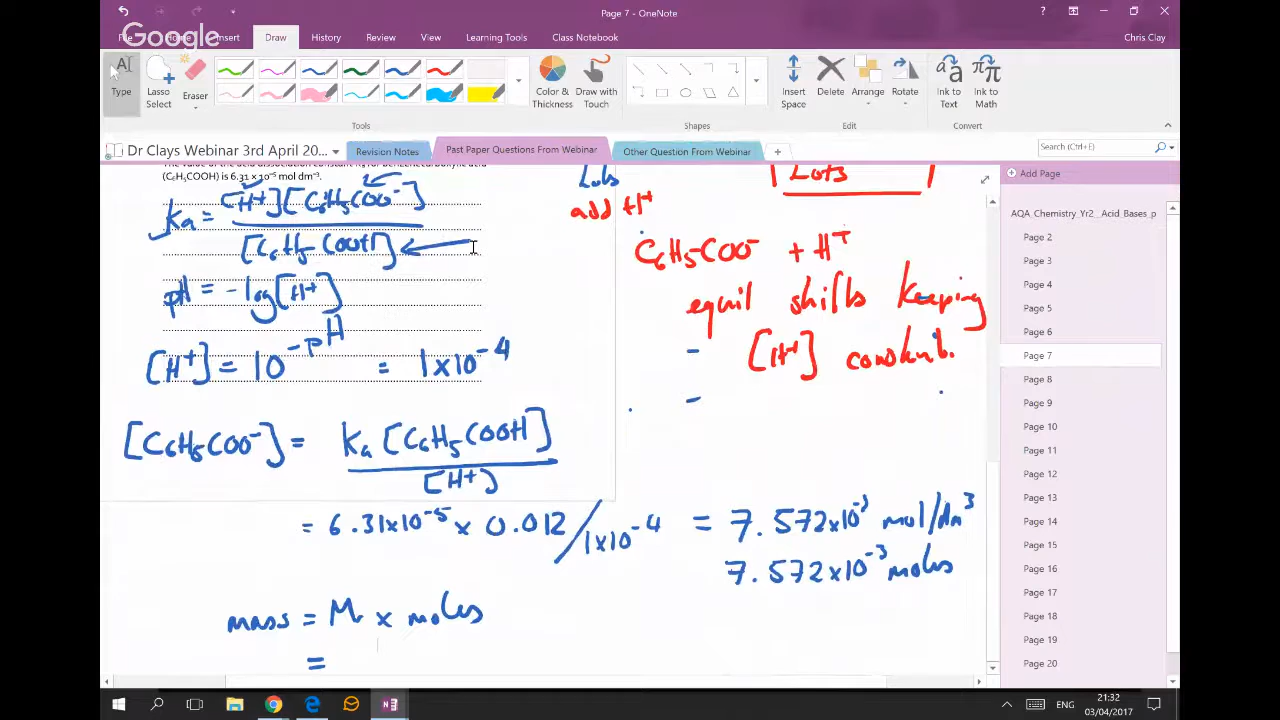 Page 7 - OneNote
Chris Clay
Google
Insert Draw History Review View Learning Tools Class Notebook
Type Lasso Select Eraser Color & Thickness Draw with Touch Insert Space Delete Arrange Rotate Ink to Text Ink to Math
Tools Shapes Edit Convert
Dr Clays Webinar 3rd April 20... Revision Notes Past Paper Questions From Webinar Other Question From Webinar Search (Ctrl+E)
(C₆H₅COOH) is 6.31 × 10⁻⁵ mol dm⁻³.
Ka = [H⁺][C₆H₅COO⁻]
[C₆H₅COOH]
pH = -log[H⁺]
[H⁺] = 10^-pH = 1x10⁻⁴
[C₆H₅COO⁻] = Ka [C₆H₅COOH]
[H⁺]
= 6.31x10⁻⁵ x 0.012 / 1x10⁻⁴ = 7.572x10⁻³ mol/dm³
7.572x10⁻³ moles
mass = Mr x moles
=
Lots
add H⁺
Lots
C₆H₅COO⁻ + H⁺
equil shifts keeping
[H⁺] constant.
Add Page
AQA_Chemistry_Yr2__Acid_Bases_p
Page 2
Page 3
Page 4
Page 5
Page 6
Page 7
Page 8
Page 9
Page 10
Page 11
Page 12
Page 13
Page 14
Page 15
Page 16
Page 17
Page 18
Page 19
Page 20
ENG
21:32
03/04/2017